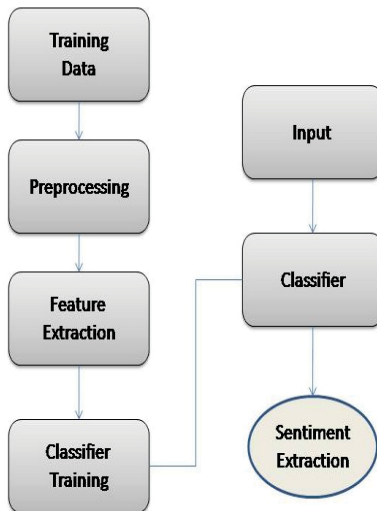 Training
Data
Preprocessing
Feature
Extraction
Classifier
Training
Input
Classifier
Sentiment
Extraction